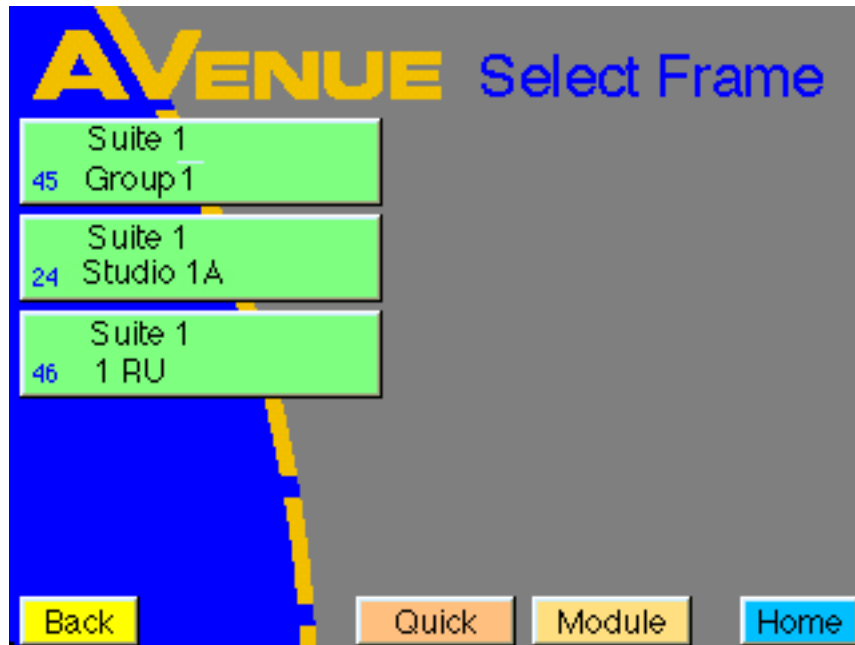 AVENUE Select Frame
Suite 1
45 Group 1
Suite 1
24 Studio 1A
Suite 1
46 1 RU
Back Quick Module Home